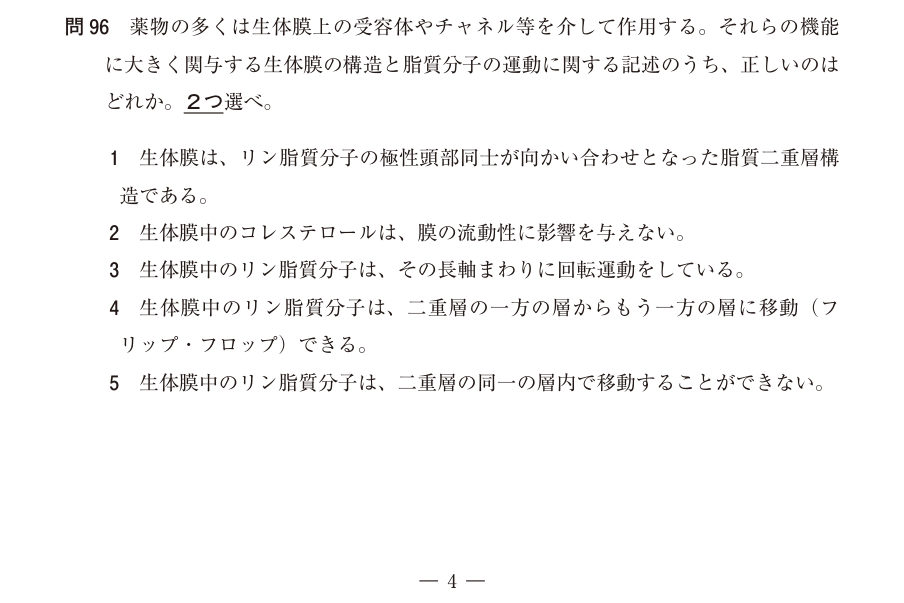 問 96　薬物の多くは生体膜上の受容体やチャネル等を介して作用する。それらの機能
に大きく関与する生体膜の構造と脂質分子の運動に関する記述のうち、正しいのは
どれか。２つ選べ。
1　生体膜は、リン脂質分子の極性頭部同士が向かい合わせとなった脂質二重層構
造である。
2　生体膜中のコレステロールは、膜の流動性に影響を与えない。
3　生体膜中のリン脂質分子は、その長軸まわりに回転運動をしている。
4　生体膜中のリン脂質分子は、二重層の一方の層からもう一方の層に移動（フ
リップ・フロップ）できる。
5　生体膜中のリン脂質分子は、二重層の同一の層内で移動することができない。
— 4 —